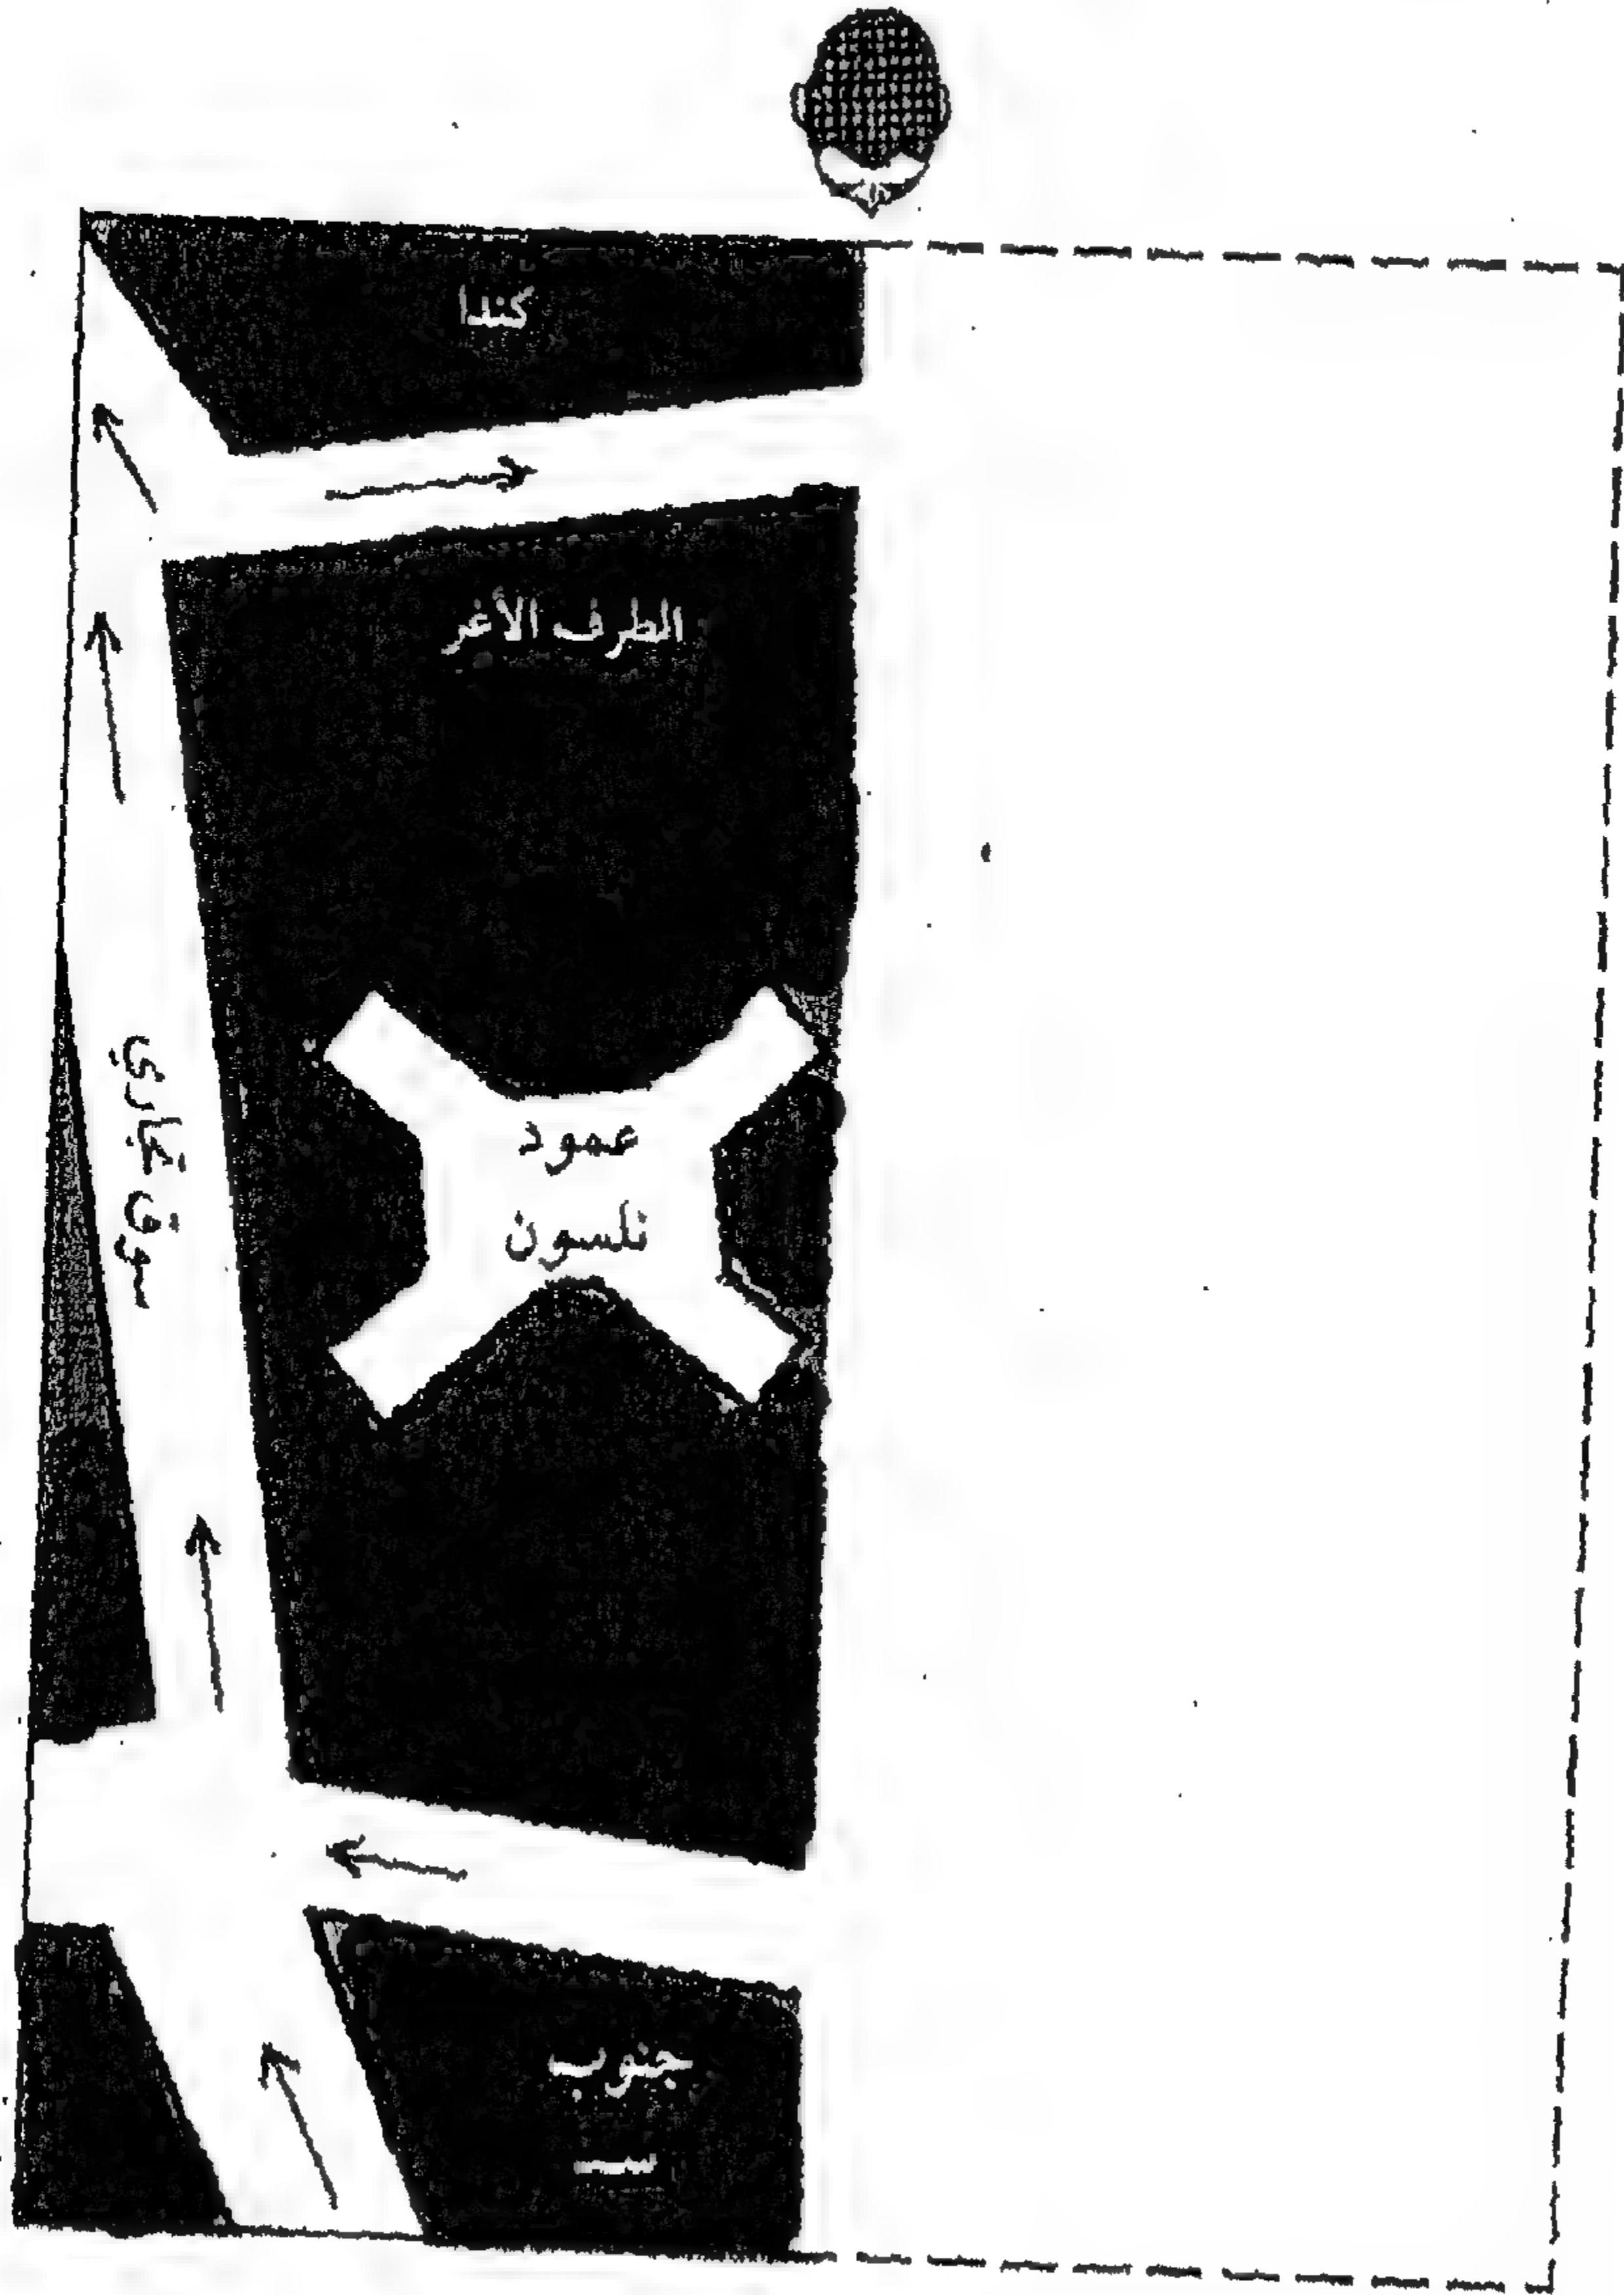 كندا
الطرف الأغر
عمود
نلسون
سوق تجاري
جنوب